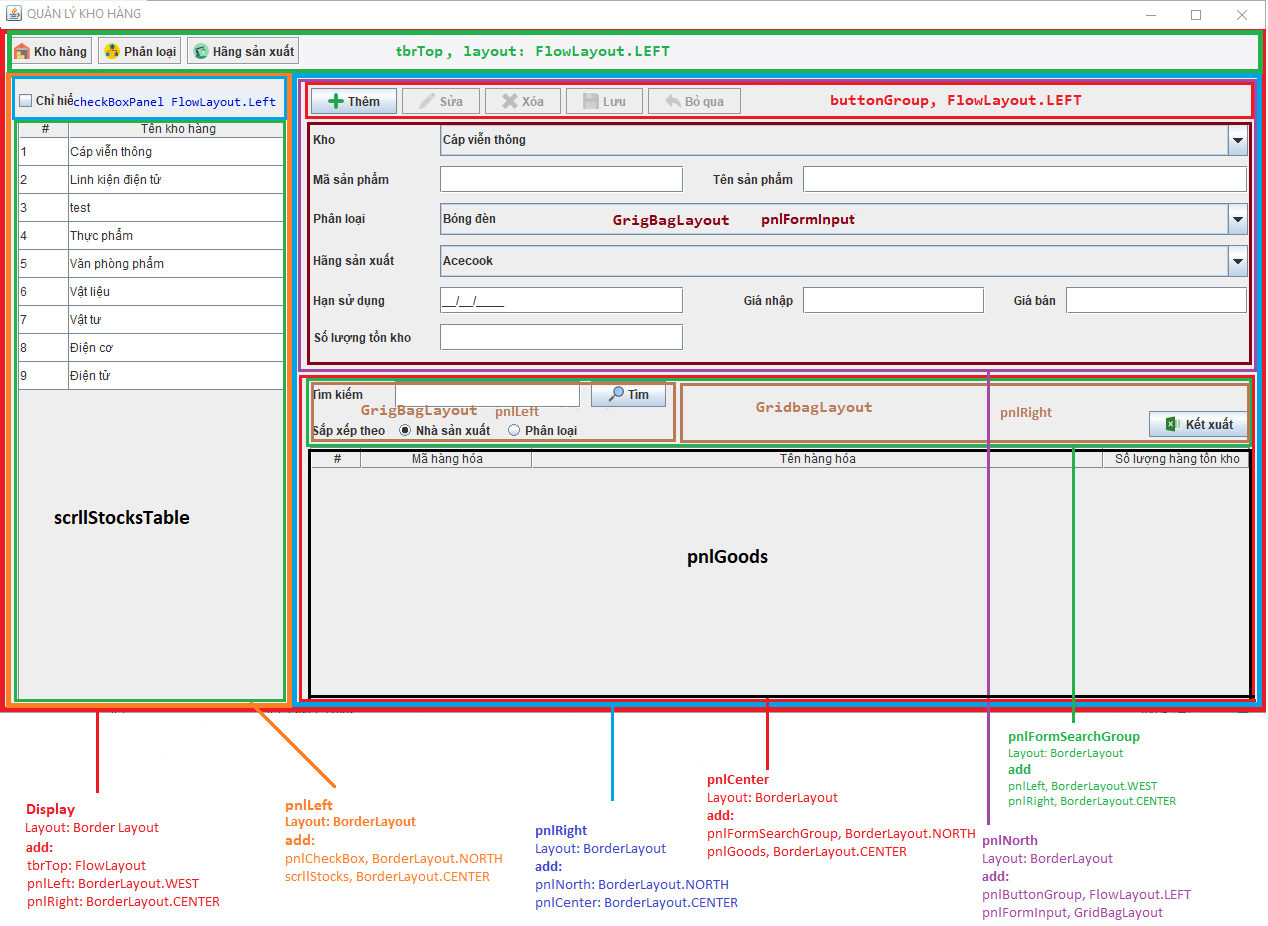 QUẢN LÝ KHO HÀNG
Kho hàng Phân loại Hãng sản xuất tbrTop, layout: FlowLayout.LEFT
Chỉ hiể checkBoxPanel FlowLayout.Left
Thêm Sửa Xóa Lưu Bỏ qua buttonGroup, FlowLayout.LEFT
# Tên kho hàng
1 Cáp viễn thông
2 Linh kiện điện tử
3 test
4 Thực phẩm
5 Văn phòng phẩm
6 Vật liệu
7 Vật tư
8 Điện cơ
9 Điện tử
scrllStocksTable
Kho Cáp viễn thông
Mã sản phẩm Tên sản phẩm
Phân loại Bóng đèn GrigBagLayout pnlFormInput
Hãng sản xuất Acecook
Hạn sử dụng __/__/____ Giá nhập Giá bán
Số lượng tồn kho
Tìm kiếm Tìm
GrigBagLayout pnlLeft GridbagLayout pnlRight
Sắp xếp theo Nhà sản xuất Phân loại Kết xuất
# Mã hàng hóa Tên hàng hóa Số lượng hàng tồn kho
pnlGoods
Display
Layout: Border Layout
add:
tbrTop: FlowLayout
pnlLeft: BorderLayout.WEST
pnlRight: BorderLayout.CENTER
pnlLeft
Layout: BorderLayout
add:
pnlCheckBox, BorderLayout.NORTH
scrllStocks, BorderLayout.CENTER
pnlRight
Layout: BorderLayout
add:
pnlNorth: BorderLayout.NORTH
pnlCenter: BorderLayout.CENTER
pnlCenter
Layout: BorderLayout
add:
pnlFormSearchGroup, BorderLayout.NORTH
pnlGoods, BorderLayout.CENTER
pnlFormSearchGroup
Layout: BorderLayout
add
pnlLeft, BorderLayout.WEST
pnlRight, BorderLayout.CENTER
pnlNorth
Layout: BorderLayout
add:
pnlButtonGroup, FlowLayout.LEFT
pnlFormInput, GridBagLayout